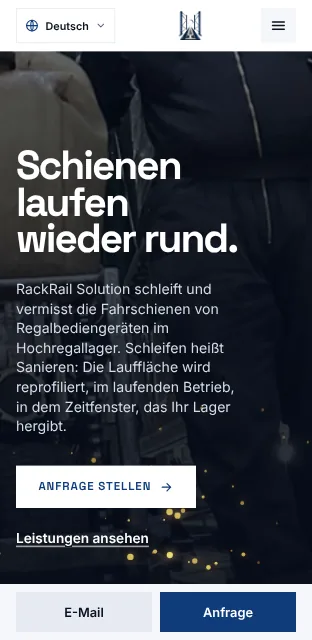 Deutsch
Schienen
laufen
wieder rund.
RackRail Solution schleift und
vermisst die Fahrschienen von
Regalbediengeräten im
Hochregallager. Schleifen heißt
Sanieren: Die Lauffläche wird
reprofiliert, im laufenden Betrieb,
in dem Zeitfenster, das Ihr Lager
hergibt.
ANFRAGE STELLEN →
Leistungen ansehen
E-Mail
Anfrage